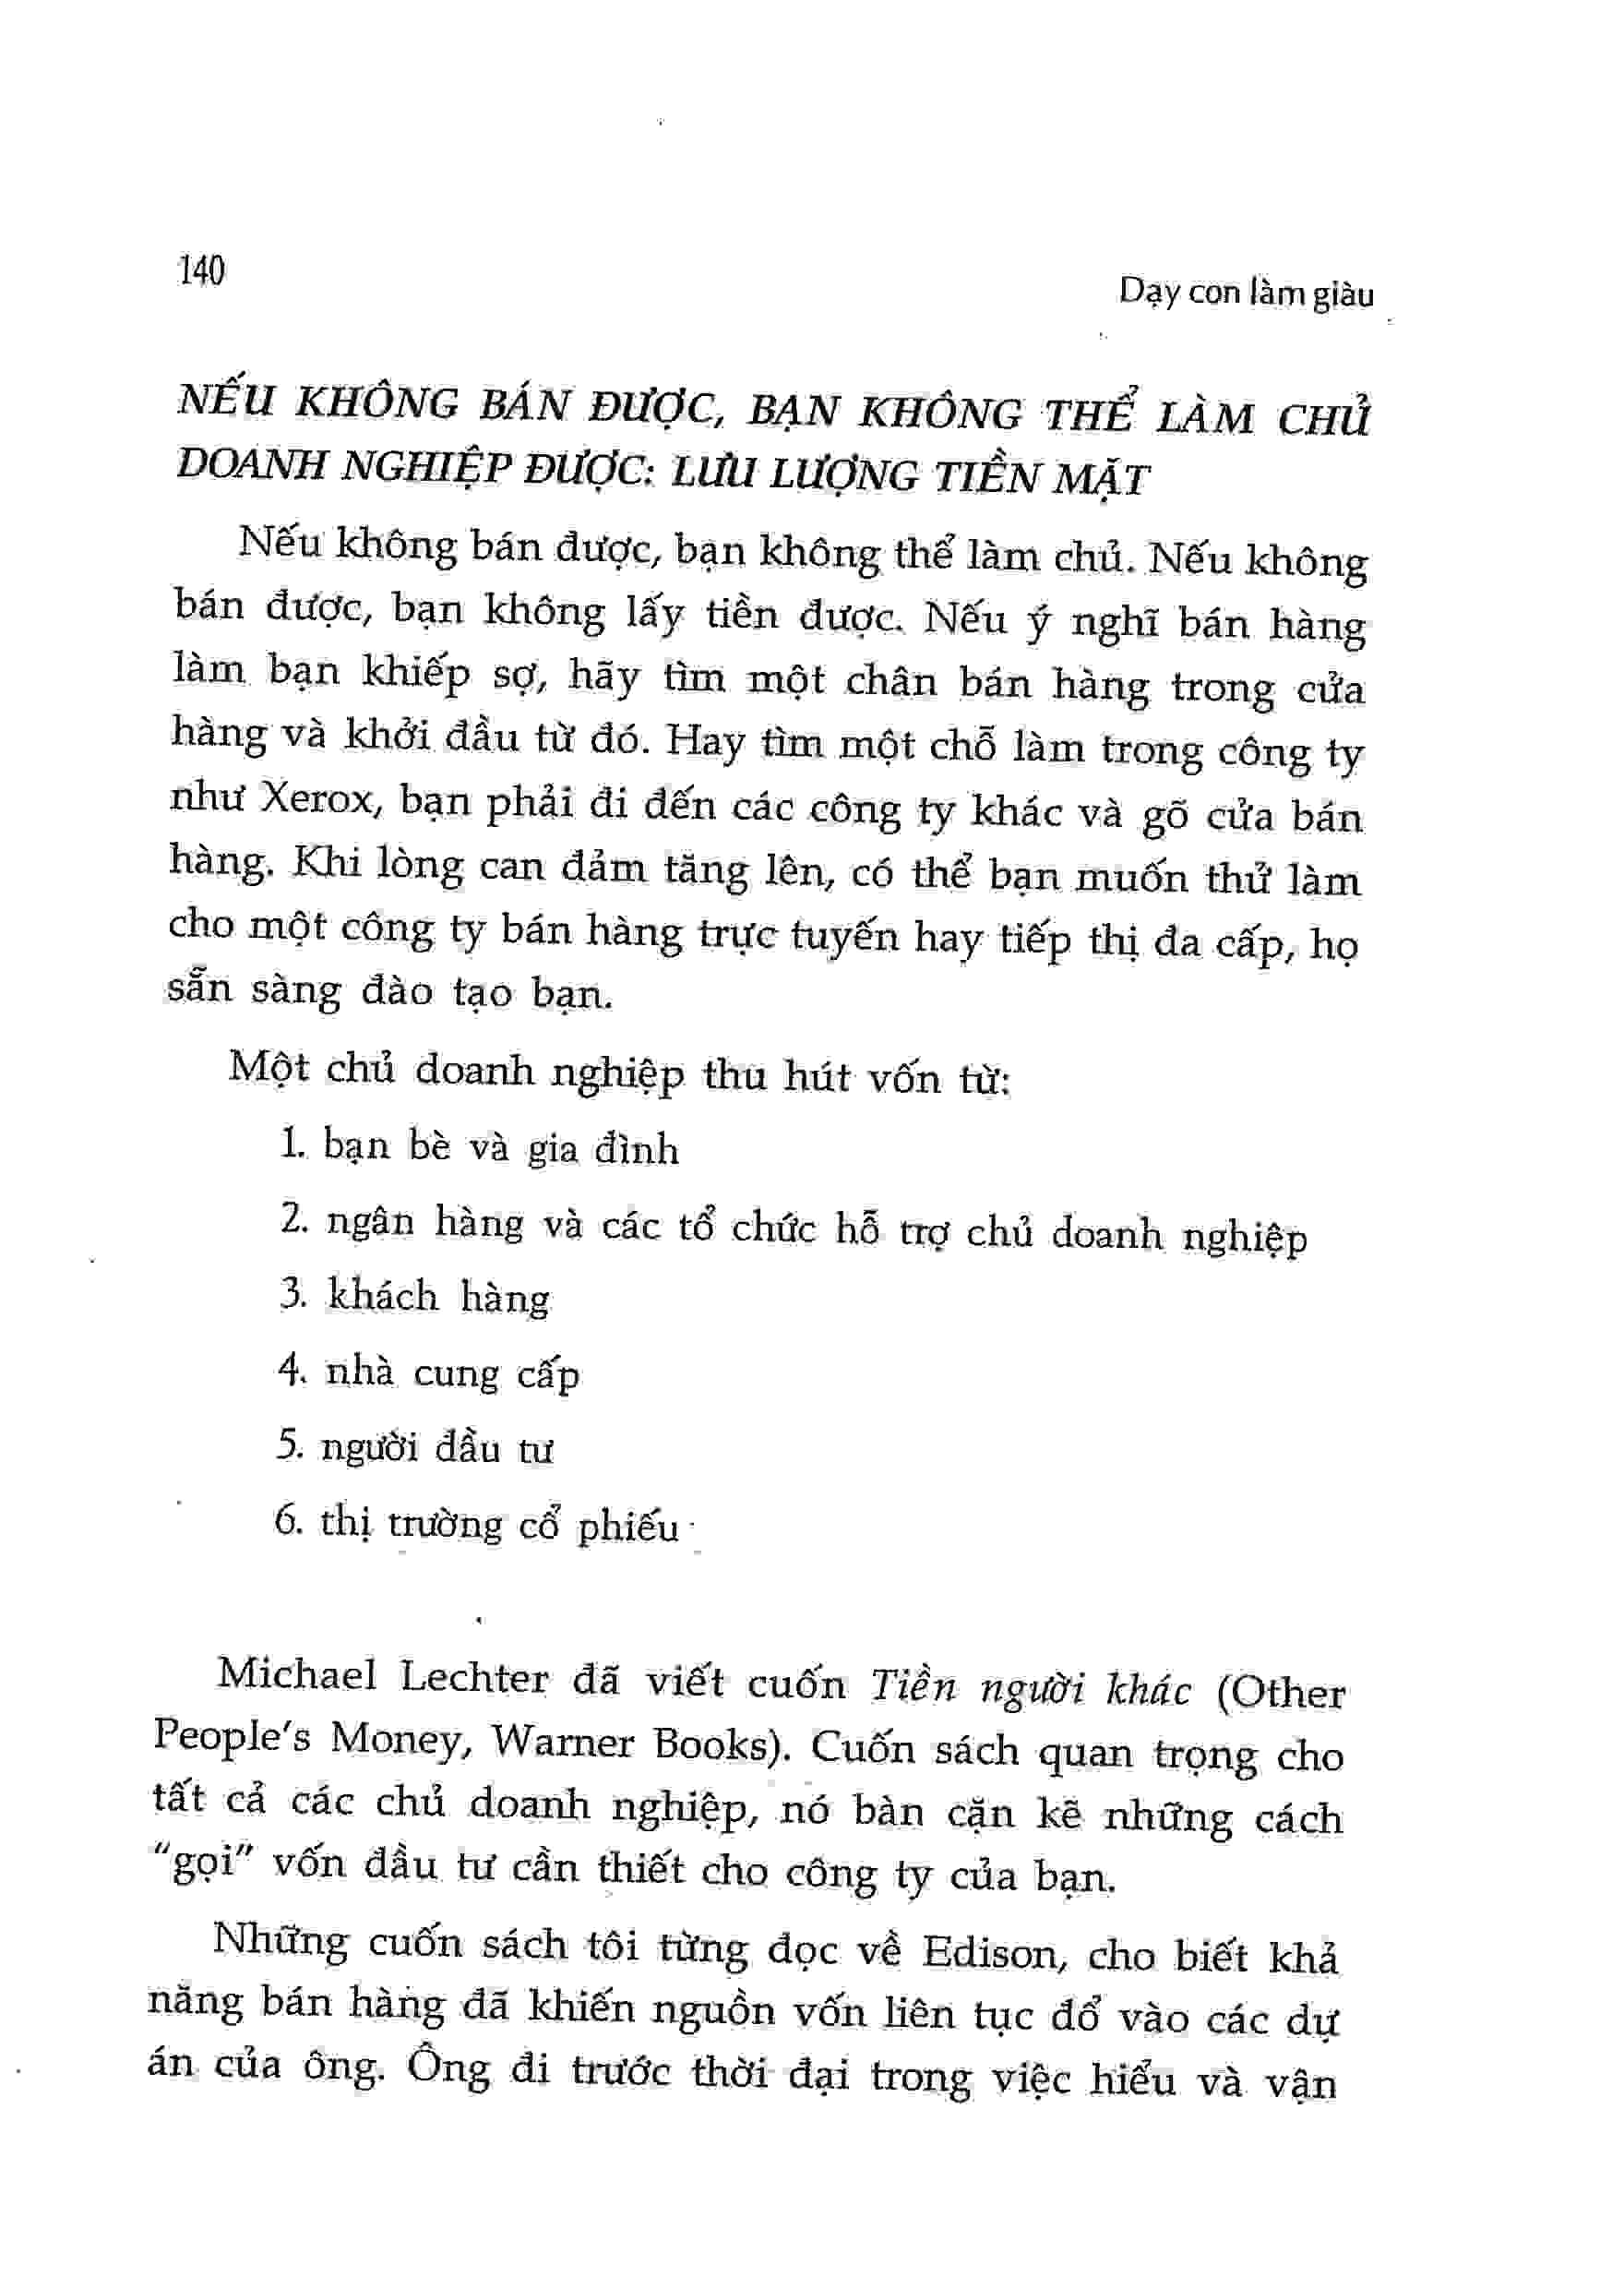 140
Dạy con làm giàu
NẾU KHÔNG BÁN ĐƯỢC, BẠN KHÔNG THỂ LÀM CHỦ
DOANH NGHIỆP ĐƯỢC: LƯU LƯỢNG TIỀN MẶT
Nếu không bán được, bạn không thể làm chủ. Nếu không
bán được, bạn không lấy tiền được. Nếu ý nghĩ bán hàng
làm bạn khiếp sợ, hãy tìm một chân bán hàng trong cửa
hàng và khởi đầu từ đó. Hay tìm một chỗ làm trong công ty
như Xerox, bạn phải đi đến các công ty khác và gõ cửa bán
hàng. Khi lòng can đảm tăng lên, có thể bạn muốn thử làm
cho một công ty bán hàng trực tuyến hay tiếp thị đa cấp, họ
sẵn sàng đào tạo bạn.
Một chủ doanh nghiệp thu hút vốn từ:
1. bạn bè và gia đình
2. ngân hàng và các tổ chức hỗ trợ chủ doanh nghiệp
3. khách hàng
4. nhà cung cấp
5. người đầu tư
6. thị trường cổ phiếu
Michael Lechter đã viết cuốn Tiền người khác (Other
People's Money, Warner Books). Cuốn sách quan trọng cho
tất cả các chủ doanh nghiệp, nó bàn cặn kẽ những cách
"gọi" vốn đầu tư cần thiết cho công ty của bạn.
Những cuốn sách tôi từng đọc về Edison, cho biết khả
năng bán hàng đã khiến nguồn vốn liên tục đổ vào các dự
án của ông. Ông đi trước thời đại trong việc hiểu và vận